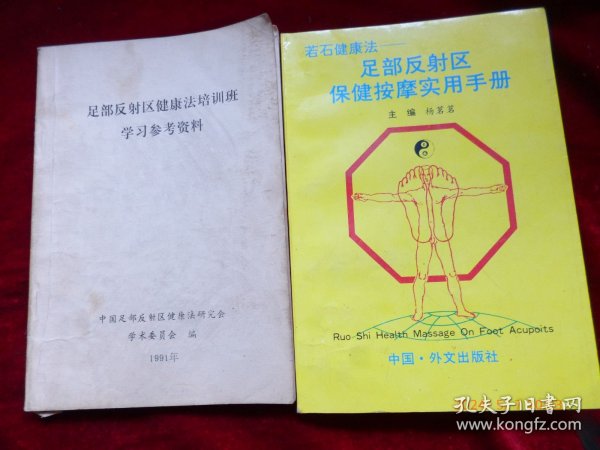 足部反射区健康法培训班
学习参考资料
中国足部反射区健康法研究会
学术委员会 编
1991年
若石健康法——
足部反射区
保健按摩实用手册
主 编 杨茗茗
Ruo Shi Health Massage On Foot Acupoits
中国·外文出版社
孔夫子旧书网
www.kongfz.com